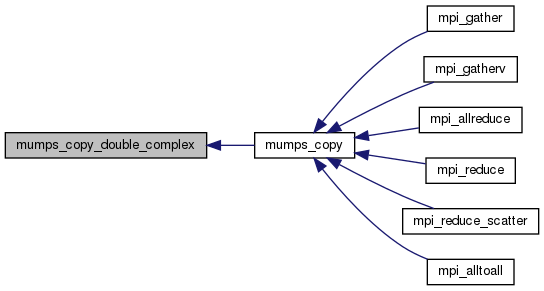 mumps_copy_double_complex
mumps_copy
mpi_gather
mpi_gatherv
mpi_allreduce
mpi_reduce
mpi_reduce_scatter
mpi_alltoall